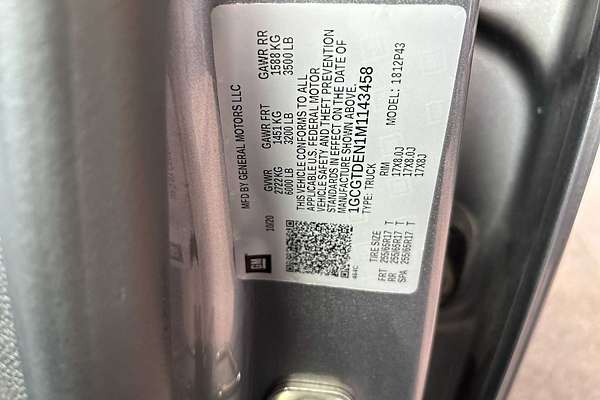 MFD BY GENERAL MOTORS LLC
10/20 GVWR GAWR FRT GAWR RR
2722 KG 1451 KG 1588 KG
6000 LB 3200 LB 3500 LB
THIS VEHICLE CONFORMS TO ALL
APPLICABLE U.S. FEDERAL MOTOR
VEHICLE SAFETY AND THEFT PREVENTION
STANDARDS IN EFFECT ON THE DATE OF
MANUFACTURE SHOWN ABOVE.
1GCGTDEN1M1143458
TYPE: TRUCK MODEL: 1812P43
TIRE SIZE RIM
FRT 255/65R17 T 17X8.0J
RR 255/65R17 T 17X8.0J
SPA 255/65R17 T 17X8J
GM